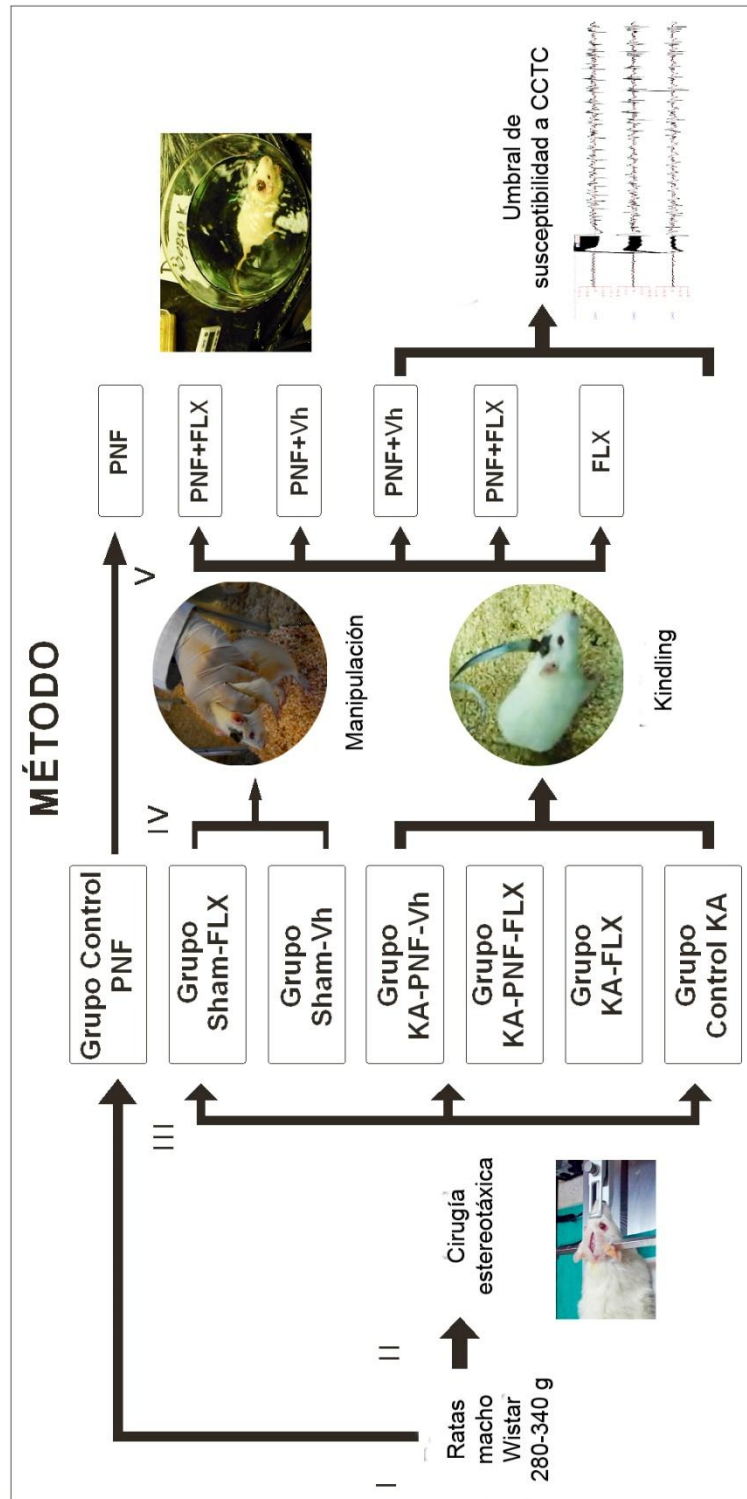 MÉTODO
I
Ratas
macho
Wistar
280-340 g
II
Cirugía
estereotáxica
III
Grupo Control
PNF
Grupo
Sham-FLX
Grupo
Sham-Vh
Grupo
KA-PNF-Vh
Grupo
KA-PNF-FLX
Grupo
KA-FLX
Grupo
Control KA
IV
Manipulación
Kindling
V
PNF
PNF+FLX
PNF+Vh
PNF+Vh
PNF+FLX
FLX
Umbral de
susceptibilidad a CCTC